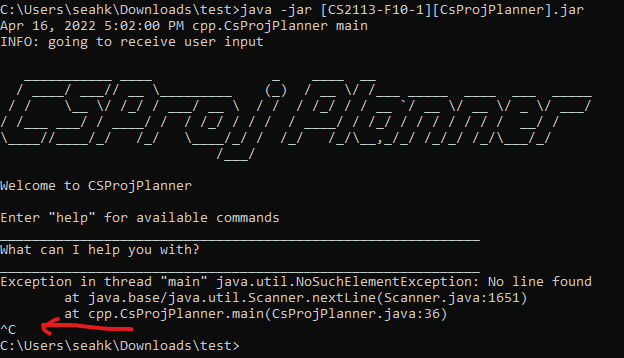 C:\Users\seahk\Downloads\test>java -jar [CS2113-F10-1][CsProjPlanner].jar
Apr 16, 2022 5:02:00 PM cpp.CsProjPlanner main
INFO: going to receive user input
CSProjPlanner
Welcome to CSProjPlanner
Enter "help" for available commands
What can I help you with?
Exception in thread "main" java.util.NoSuchElementException: No line found
at java.base/java.util.Scanner.nextLine(Scanner.java:1651)
at cpp.CsProjPlanner.main(CsProjPlanner.java:36)
^C
C:\Users\seahk\Downloads\test>